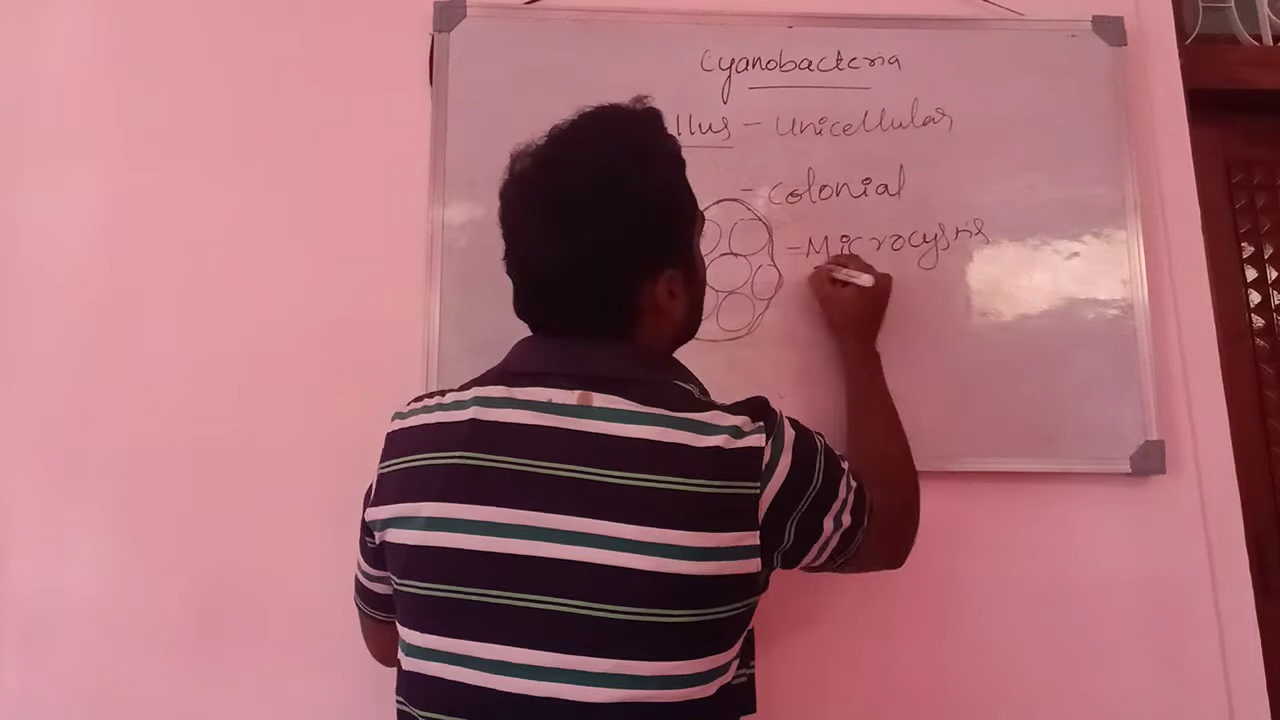 Cyanobacteria
llus - Unicellular
- Colonial
- Microcystis